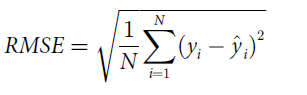 RMSE = √(1/N ∑_{i=1}^{N} (y_i − ŷ_i)^2)